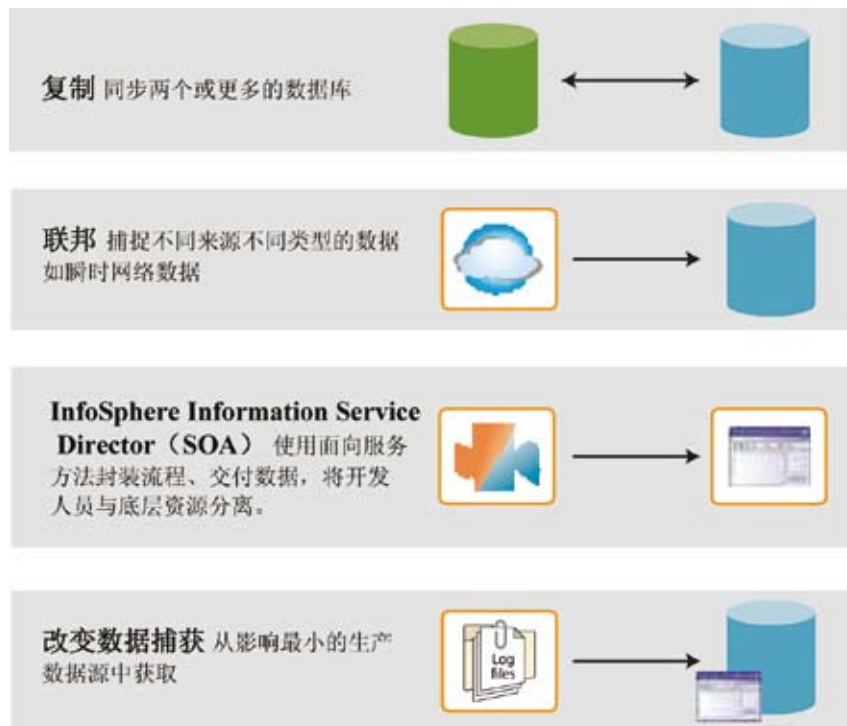 复制 同步两个或更多的数据库
联邦 捕捉不同来源不同类型的数据
如瞬时网络数据
InfoSphere Information Service
Director（SOA） 使用面向服务
方法封装流程、交付数据，将开发
人员与底层资源分离。
改变数据捕获 从影响最小的生产
数据源中获取
Log
files